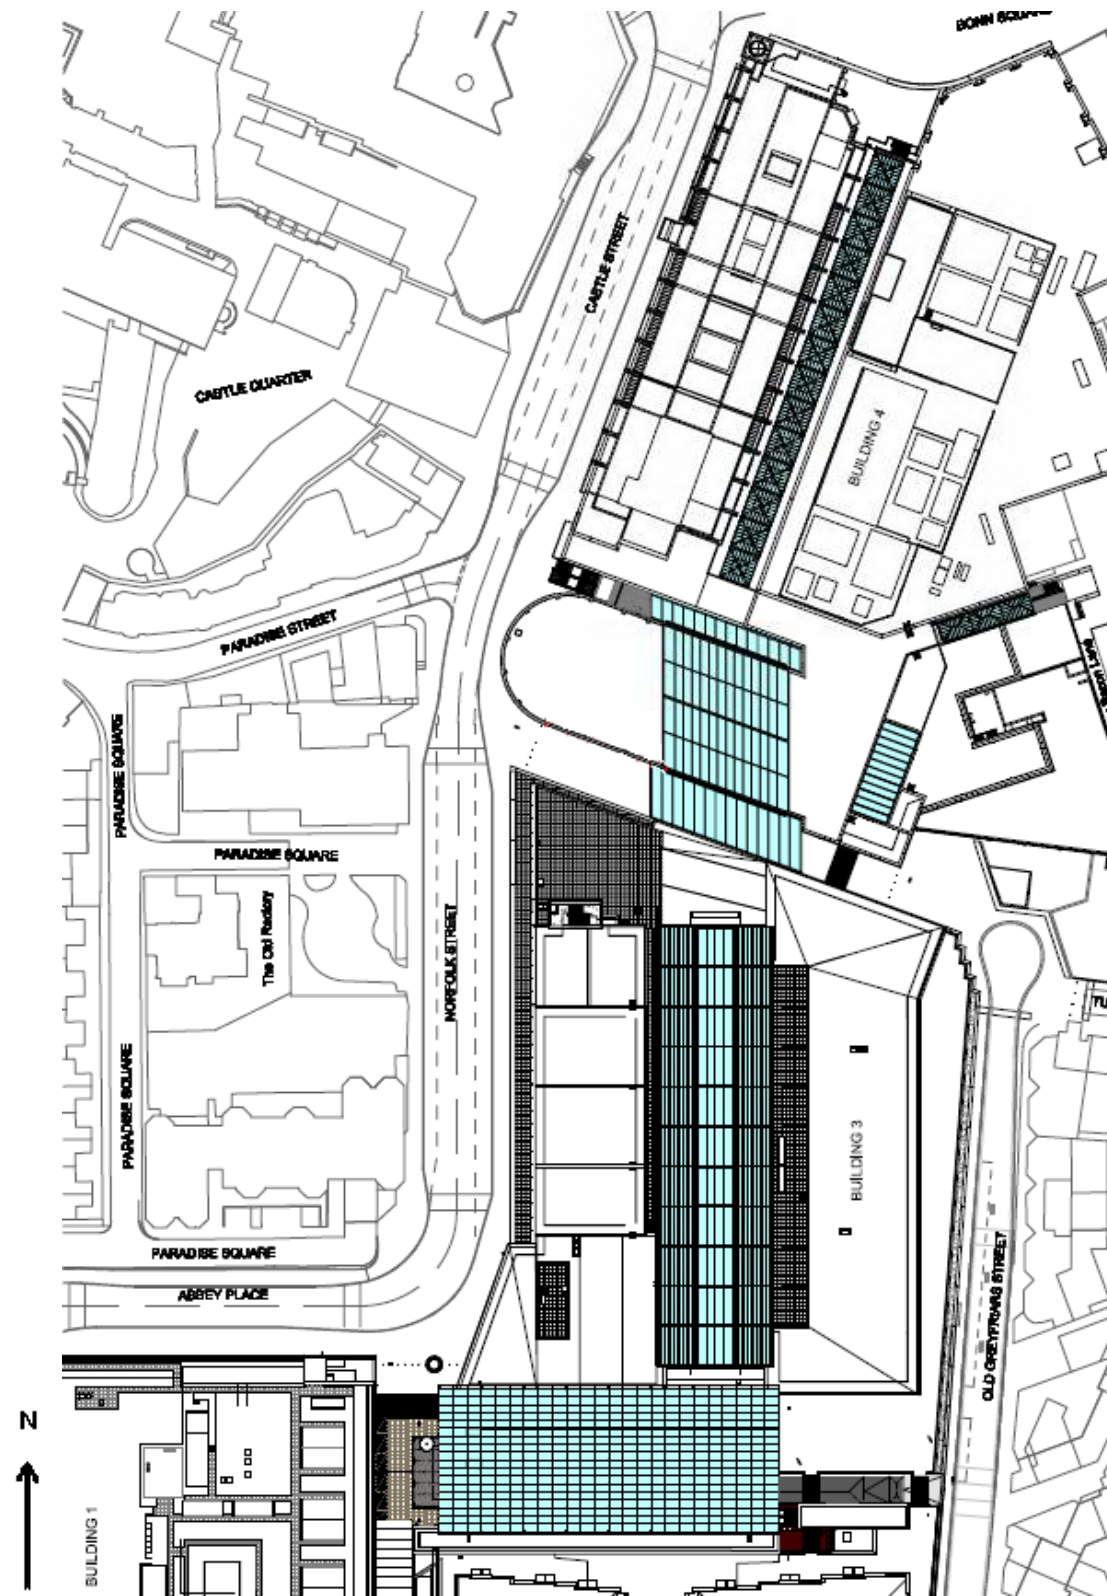 BONN SQUARE
CASTLE STREET
CASTLE QUARTER
BUILDING 4
PARADISE STREET
PARADISE SQUARE
PARADISE SQUARE
The Old Rectory
NORFOLK STREET
PARADISE SQUARE
BUILDING 3
PARADISE SQUARE
ABBEY PLACE
OLD GREYFRIARS STREET
N
BUILDING 1